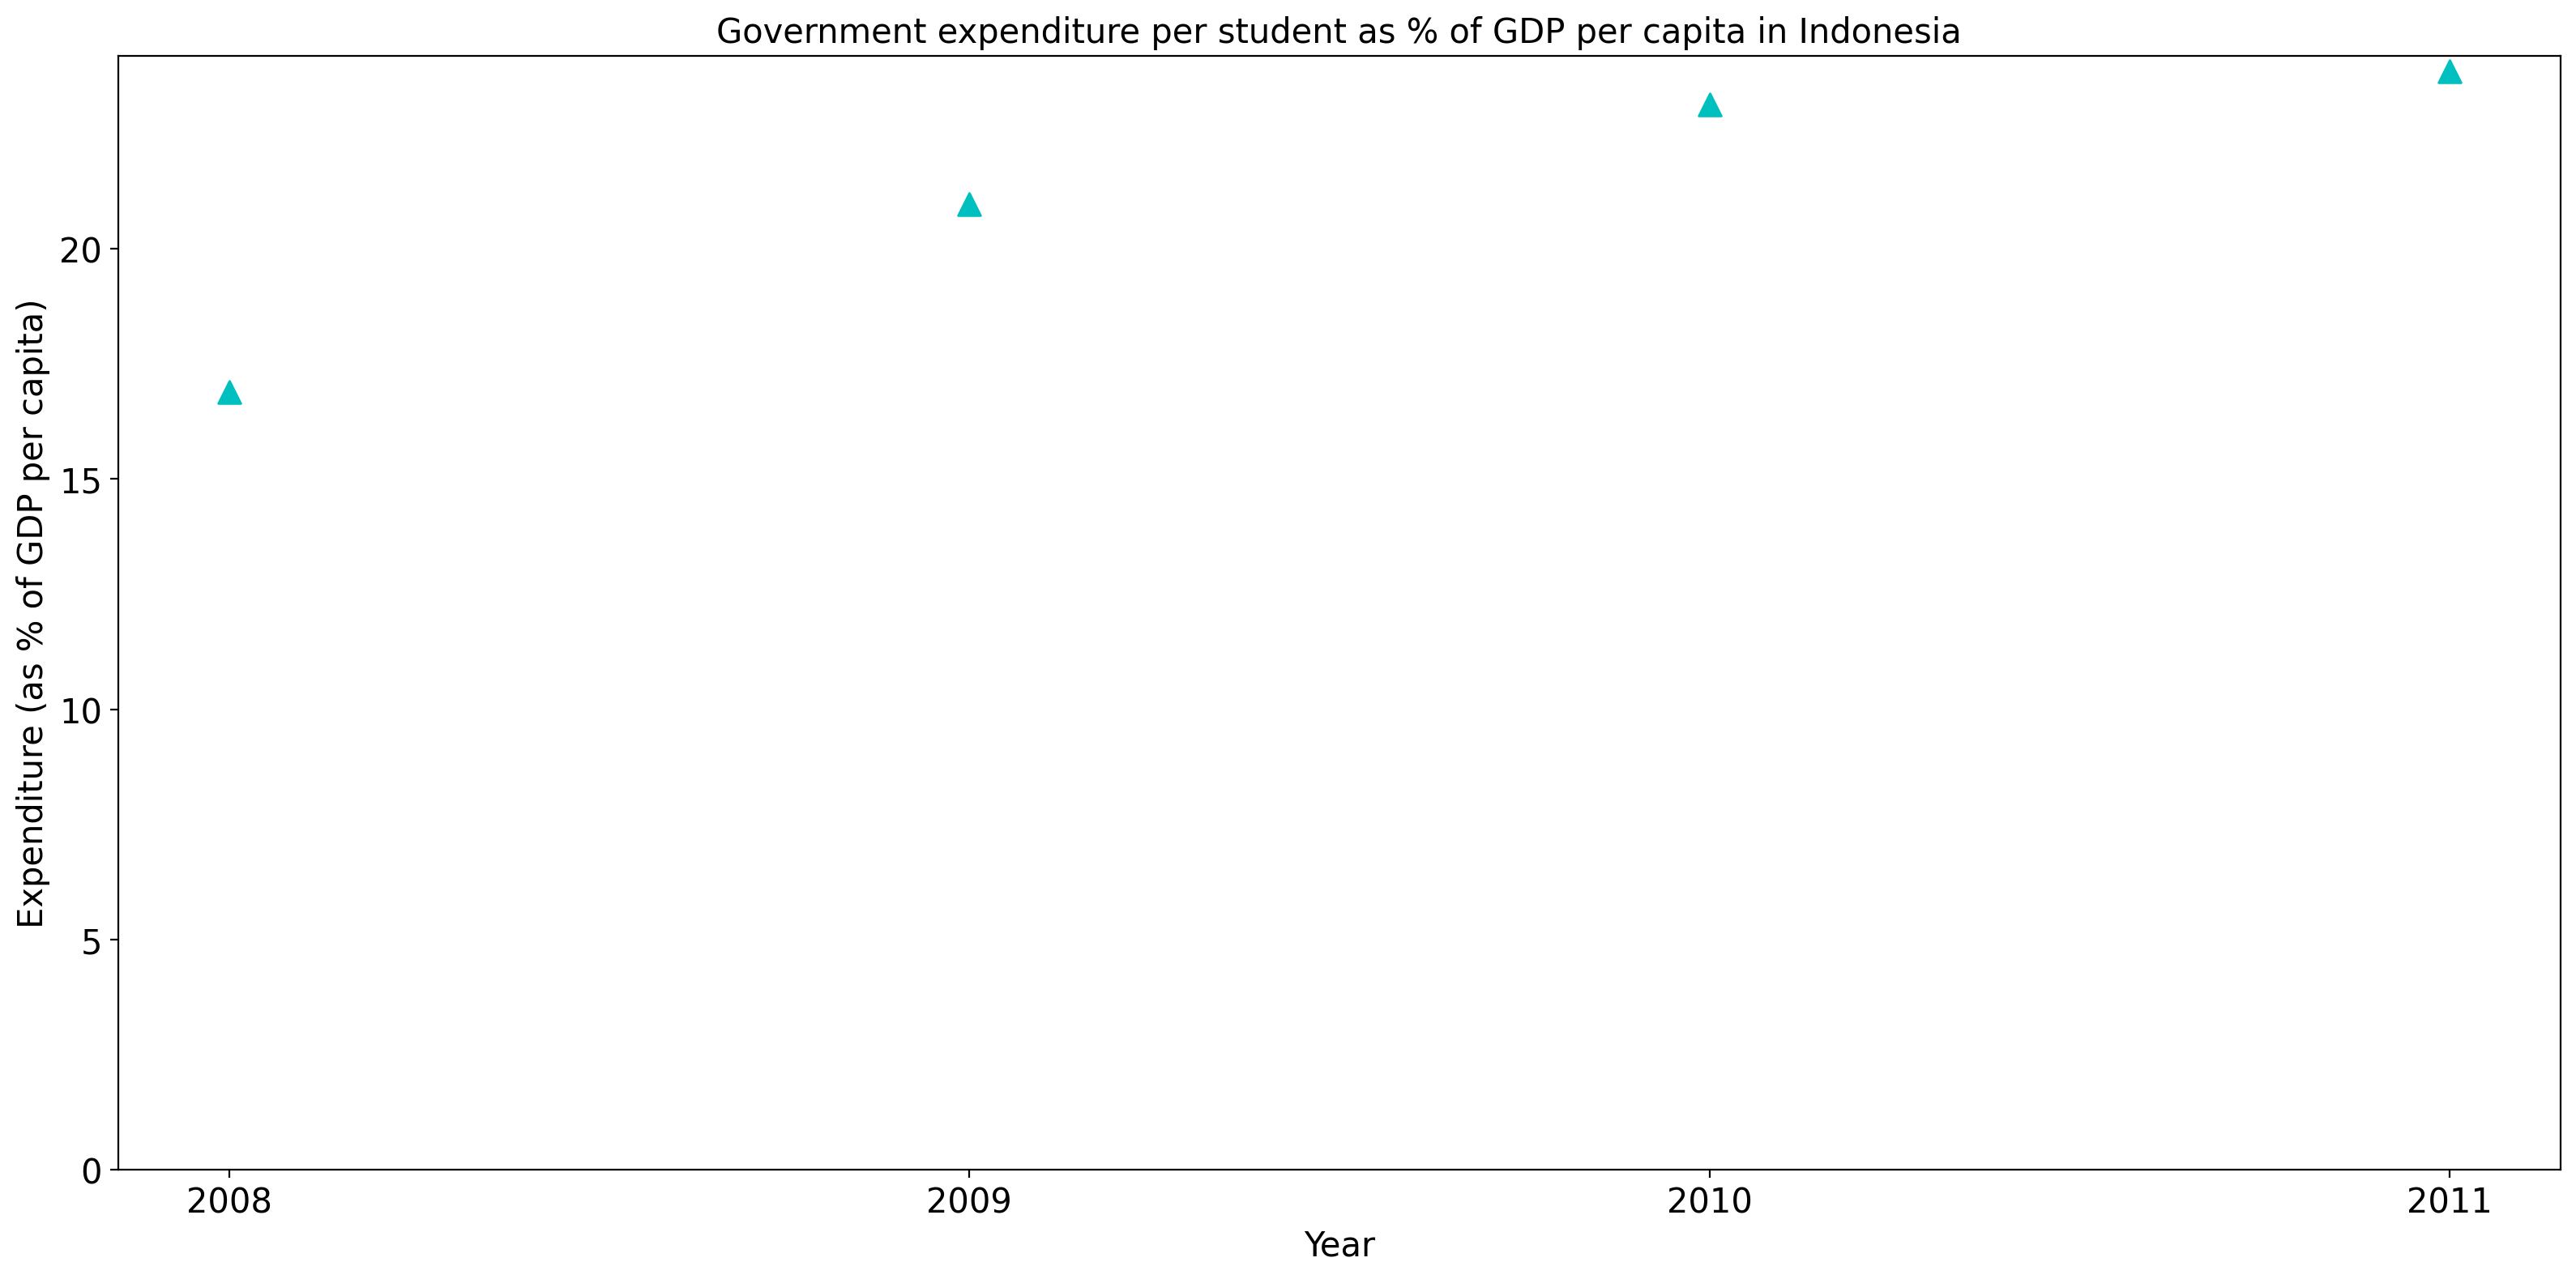 Government expenditure per student as % of GDP per capita in Indonesia
Expenditure (as % of GDP per capita)
20
15
10
5
0
2008 2009 2010 2011
Year